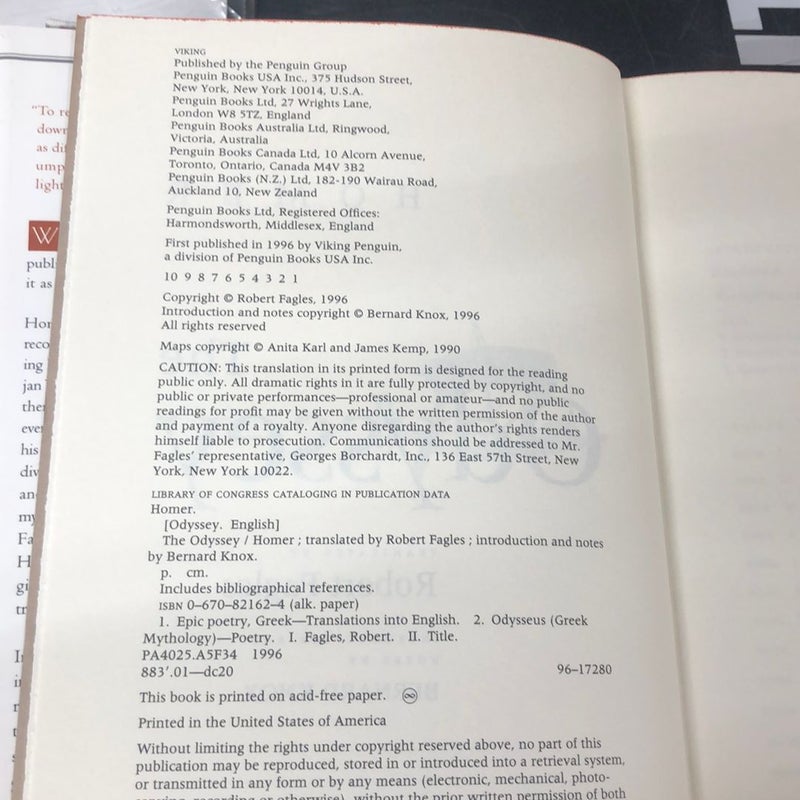 VIKING
Published by the Penguin Group
Penguin Books USA Inc., 375 Hudson Street,
New York, New York 10014, U.S.A.
Penguin Books Ltd, 27 Wrights Lane,
London W8 5TZ, England
Penguin Books Australia Ltd, Ringwood,
Victoria, Australia
Penguin Books Canada Ltd, 10 Alcorn Avenue,
Toronto, Ontario, Canada M4V 3B2
Penguin Books (N.Z.) Ltd, 182-190 Wairau Road,
Auckland 10, New Zealand
Penguin Books Ltd, Registered Offices:
Harmondsworth, Middlesex, England
First published in 1996 by Viking Penguin,
a division of Penguin Books USA Inc.
10 9 8 7 6 5 4 3 2 1
Copyright © Robert Fagles, 1996
Introduction and notes copyright © Bernard Knox, 1996
All rights reserved
Maps copyright © Anita Karl and James Kemp, 1990
CAUTION: This translation in its printed form is designed for the reading
public only. All dramatic rights in it are fully protected by copyright, and no
public or private performances—professional or amateur—and no public
readings for profit may be given without the written permission of the author
and payment of a royalty. Anyone disregarding the author's rights renders
himself liable to prosecution. Communications should be addressed to Mr.
Fagles' representative, Georges Borchardt, Inc., 136 East 57th Street, New
York, New York 10022.
LIBRARY OF CONGRESS CATALOGING IN PUBLICATION DATA
Homer.
[Odyssey. English]
The Odyssey / Homer ; translated by Robert Fagles ; introduction and notes
by Bernard Knox.
p. cm.
Includes bibliographical references.
ISBN 0-670-82162-4 (alk. paper)
1. Epic poetry, Greek—Translations into English. 2. Odysseus (Greek
Mythology)—Poetry. I. Fagles, Robert. II. Title.
PA4025.A5F34 1996
883'.01—dc20 96-17280
This book is printed on acid-free paper. ♾
Printed in the United States of America
Without limiting the rights under copyright reserved above, no part of this
publication may be reproduced, stored in or introduced into a retrieval system,
or transmitted in any form or by any means (electronic, mechanical, photo-
copying, recording or otherwise), without the prior written permission of both